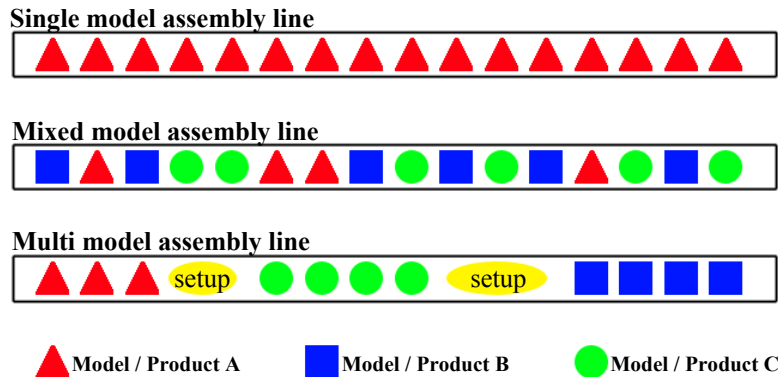 Single model assembly line
Mixed model assembly line
Multi model assembly line
setup setup
Model / Product A Model / Product B Model / Product C